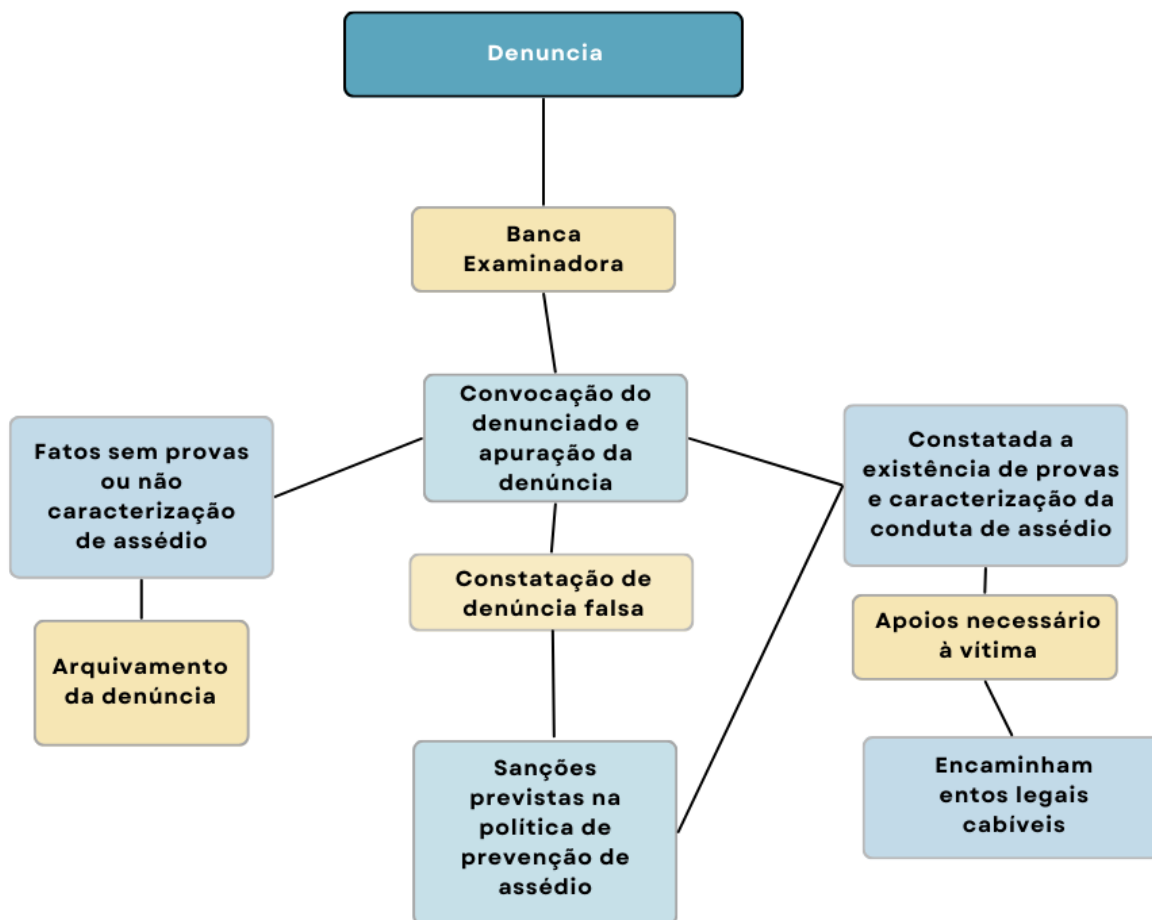 Denuncia
Banca
Examinadora
Convocação do
denunciado e
apuração da
denúncia
Fatos sem provas
ou não
caracterização
de assédio
Constatada a
existência de provas
e caracterização da
conduta de assédio
Constatação de
denúncia falsa
Apoios necessário
à vítima
Arquivamento
da denúncia
Sanções
previstas na
política de
prevenção de
assédio
Encaminham
entos legais
cabíveis